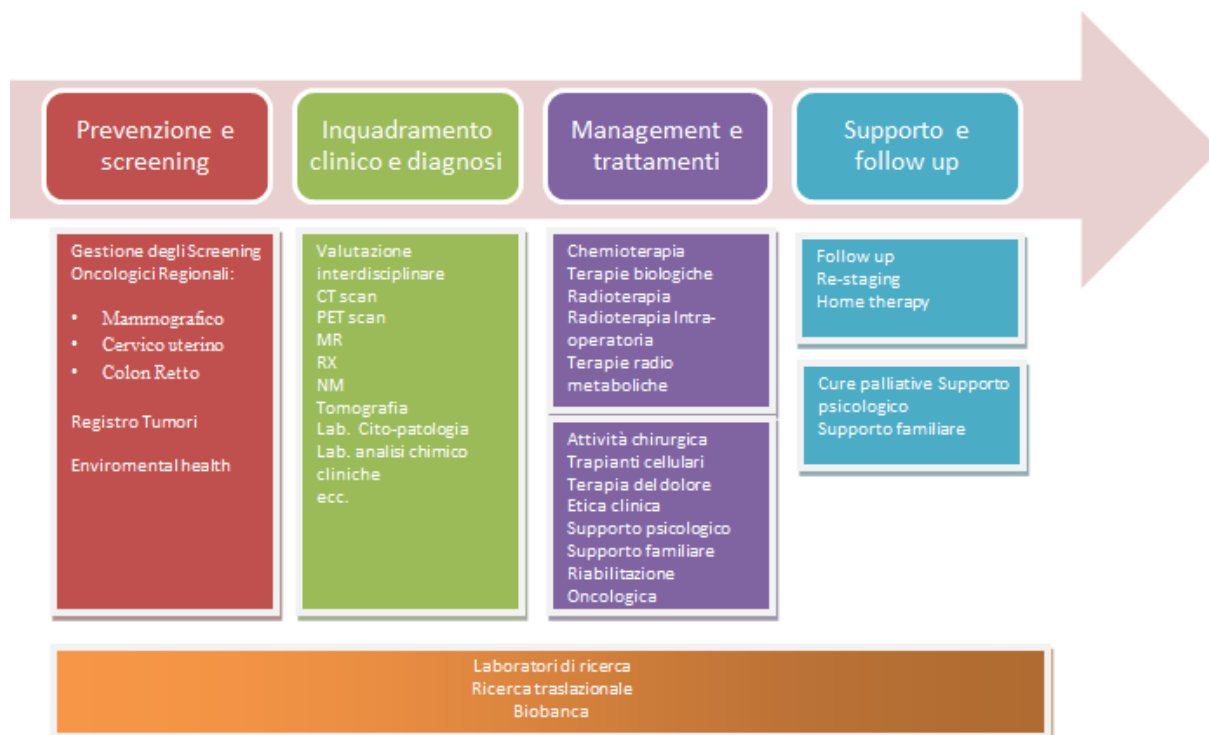 Prevenzione e
screening
Inquadramento
clinico e diagnosi
Management e
trattamenti
Supporto e
follow up
Gestione degli Screening
Oncologici Regionali:
• Mammografico
• Cervico uterino
• Colon Retto
Registro Tumori
Enviromental health
Valutazione
interdisciplinare
CT scan
PET scan
MR
RX
NM
Tomografia
Lab. Cito-patologia
Lab. analisi chimico
cliniche
ecc.
Chemioterapia
Terapie biologiche
Radioterapia
Radioterapia Intra-
operatoria
Terapie radio
metaboliche
Attività chirurgica
Trapianti cellulari
Terapia del dolore
Etica clinica
Supporto psicologico
Supporto familiare
Riabilitazione
Oncologica
Follow up
Re-staging
Home therapy
Cure palliative Supporto
psicologico
Supporto familiare
Laboratori di ricerca
Ricerca traslazionale
Biobanca